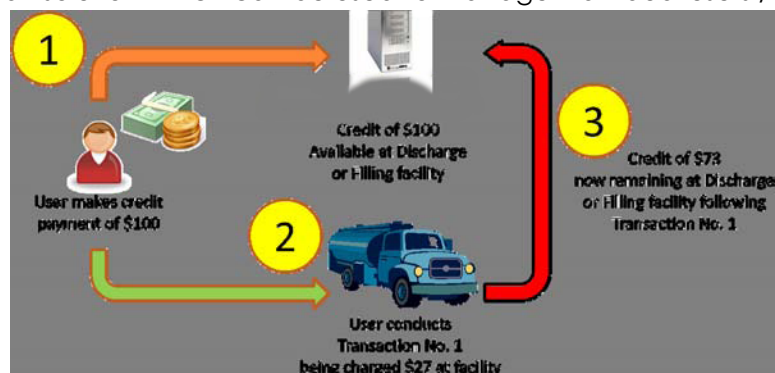 1
User makes credit
payment of $100
Credit of $100
Available at Discharge
or Filling facility
2
User conducts
Transaction No. 1
being charged $27 at facility
3
Credit of $73
now remaining at Discharge
or Filling facility following
Transaction No. 1